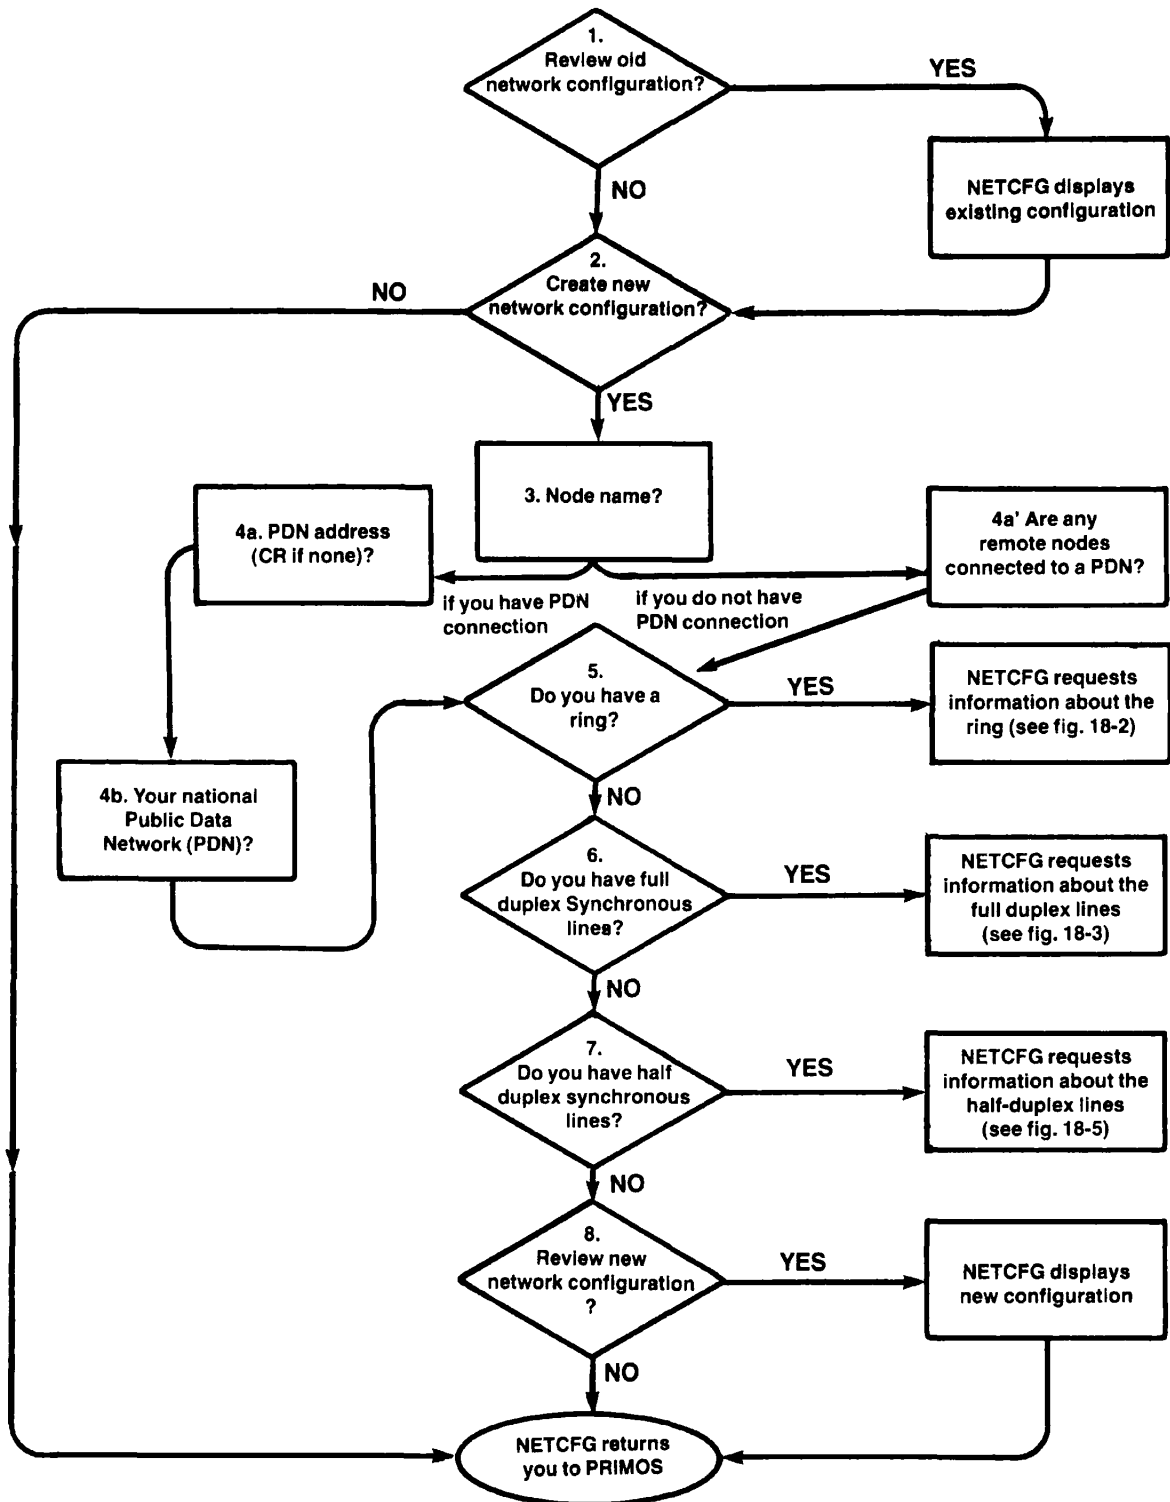 1.
Review old
network configuration?
YES
NETCFG displays
existing configuration
NO
2.
Create new
network configuration?
NO
YES
3. Node name?
4a. PDN address
(CR if none)?
4a' Are any
remote nodes
connected to a PDN?
if you have PDN
connection
if you do not have
PDN connection
5.
Do you have a
ring?
YES
NETCFG requests
information about the
ring (see fig. 18-2)
4b. Your national
Public Data
Network (PDN)?
NO
6.
Do you have full
duplex Synchronous
lines?
YES
NETCFG requests
information about the
full duplex lines
(see fig. 18-3)
NO
7.
Do you have half
duplex synchronous
lines?
YES
NETCFG requests
information about the
half-duplex lines
(see fig. 18-5)
NO
8.
Review new
network configuration
?
YES
NETCFG displays
new configuration
NO
NETCFG returns
you to PRIMOS